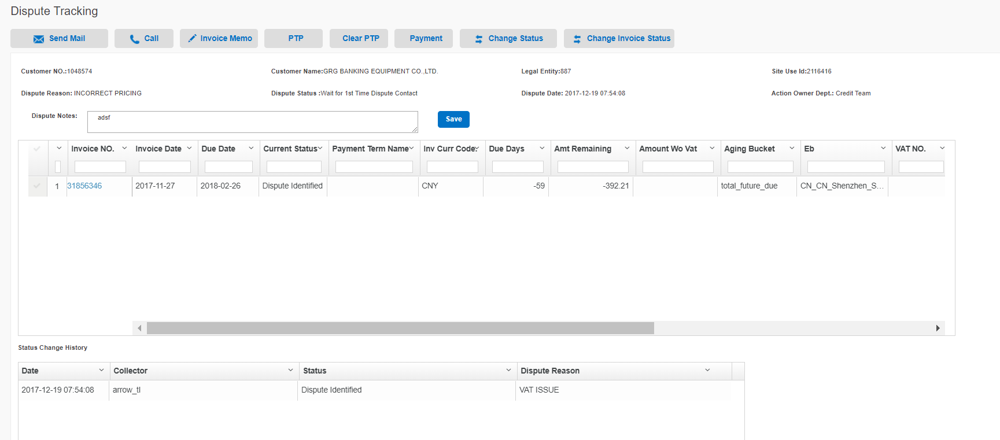 Dispute Tracking
Send Mail Call Invoice Memo PTP Clear PTP Payment Change Status Change Invoice Status
Customer NO.:1048574 Customer Name:GRG BANKING EQUIPMENT CO.,LTD. Legal Entity:887 Site Use Id:2116416
Dispute Reason: INCORRECT PRICING Dispute Status :Wait for 1st Time Dispute Contact Dispute Date: 2017-12-19 07:54:08 Action Owner Dept.: Credit Team
Dispute Notes: adsf Save
Invoice NO. Invoice Date Due Date Current Status Payment Term Name Inv Curr Code Due Days Amt Remaining Amount Wo Vat Aging Bucket Eb VAT NO.
1 31856346 2017-11-27 2018-02-26 Dispute Identified CNY -59 -392.21 total_future_due CN_CN_Shenzhen_S...
Status Change History
Date Collector Status Dispute Reason
2017-12-19 07:54:08 arrow_tl Dispute Identified VAT ISSUE